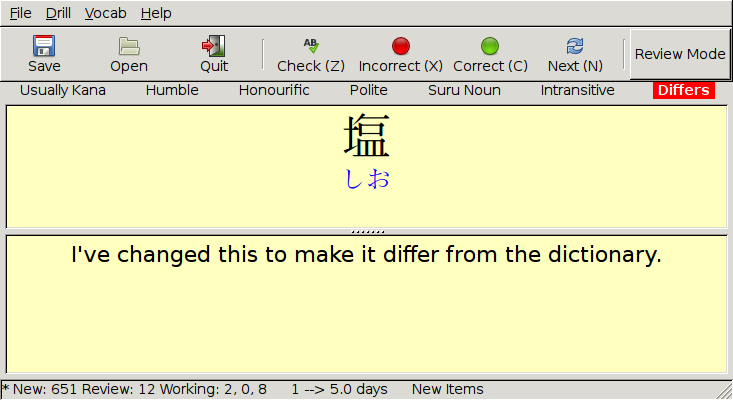 File Drill Vocab Help
Save Open Quit Check (Z) Incorrect (X) Correct (C) Next (N) Review Mode
Usually Kana Humble Honourific Polite Suru Noun Intransitive Differs
塩
しお
I've changed this to make it differ from the dictionary.
* New: 651 Review: 12 Working: 2, 0, 8 1 --> 5.0 days New Items